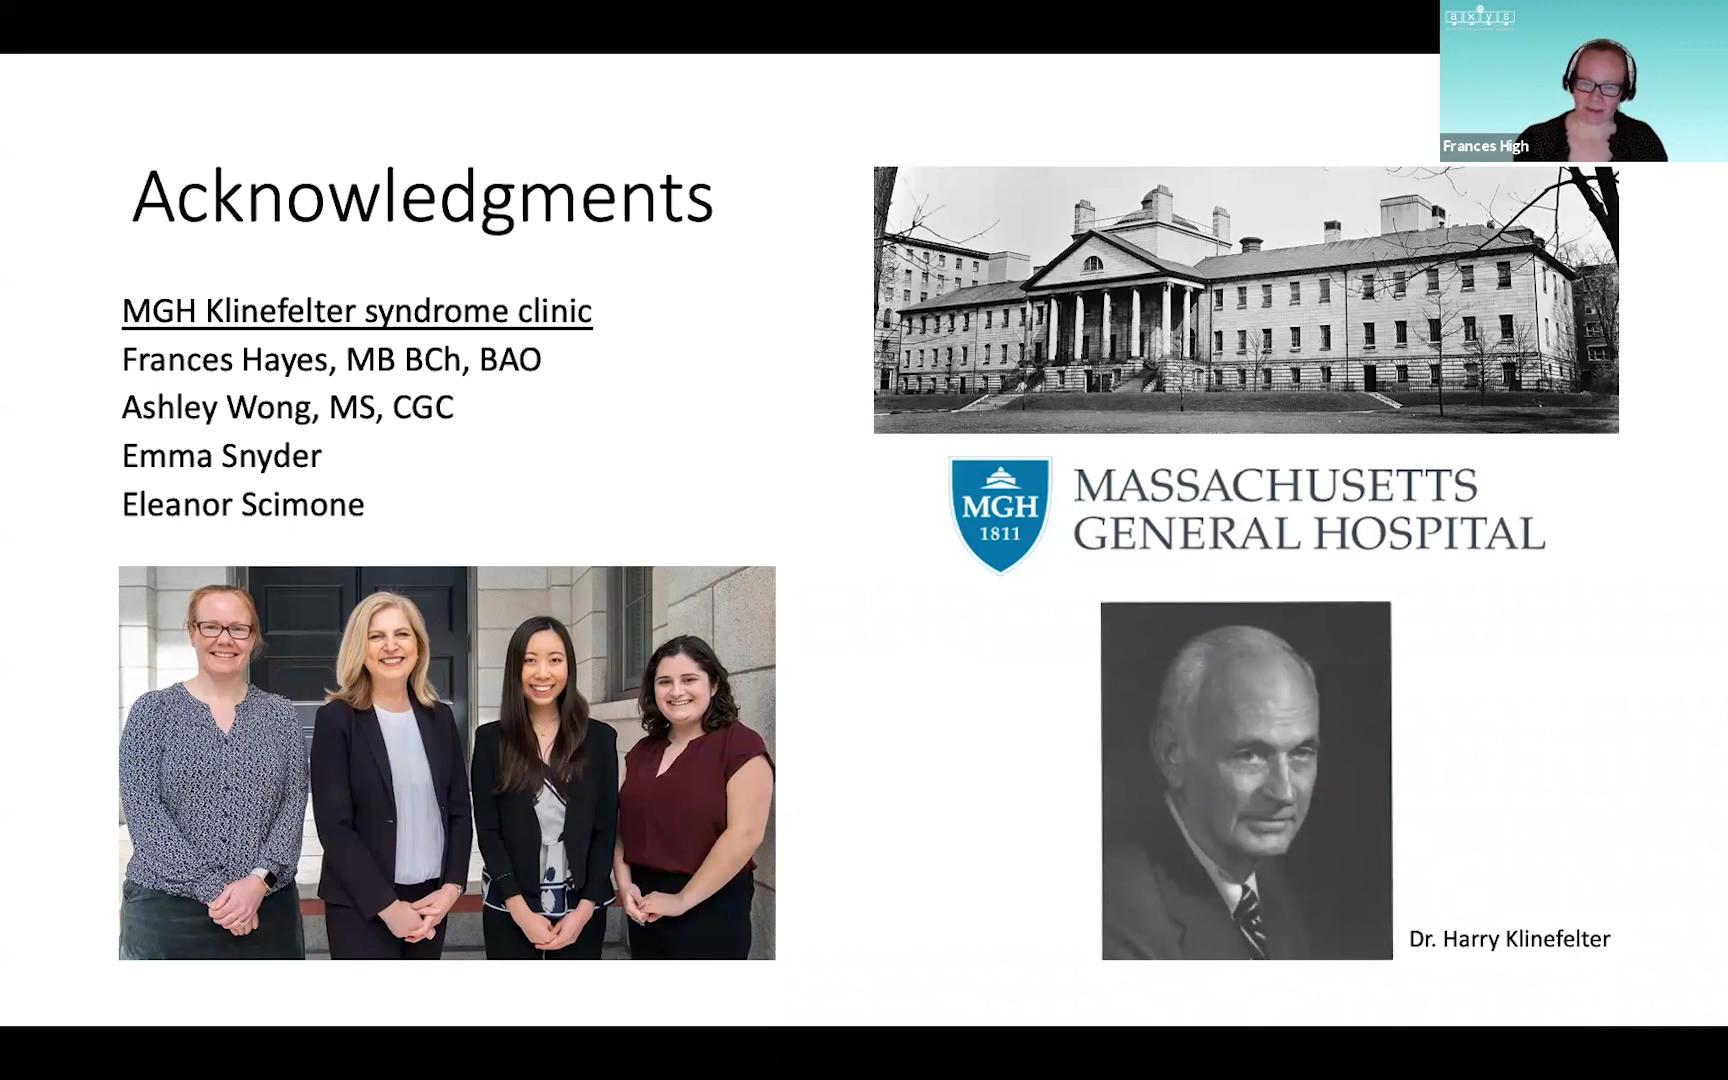 axys
Frances High
Acknowledgments
MGH Klinefelter syndrome clinic
Frances Hayes, MB BCh, BAO
Ashley Wong, MS, CGC
Emma Snyder
Eleanor Scimone
MGH
1811
MASSACHUSETTS
GENERAL HOSPITAL
Dr. Harry Klinefelter